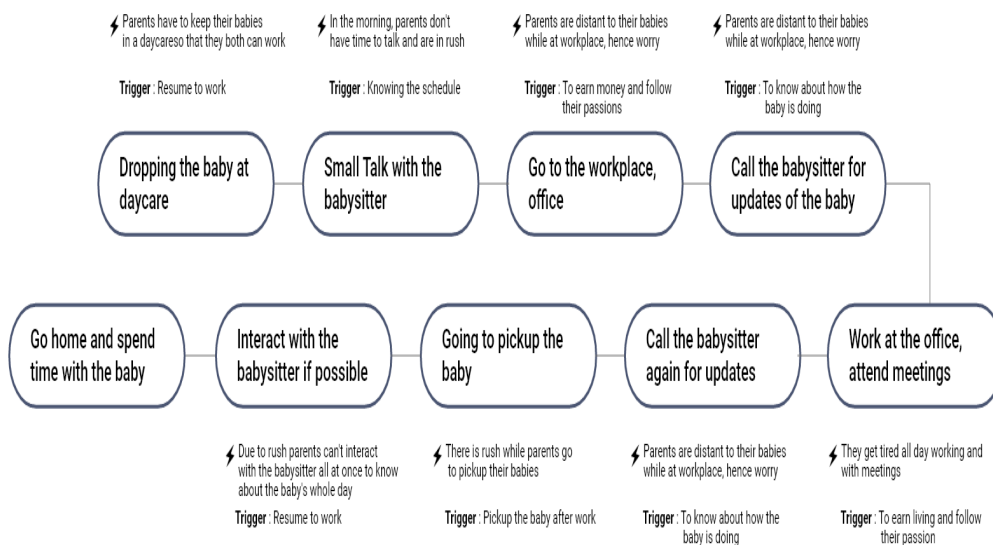 Parents have to keep their babies
in a daycareso that they both can work
Trigger : Resume to work
In the morning, parents don't
have time to talk and are in rush
Trigger : Knowing the schedule
Parents are distant to their babies
while at workplace, hence worry
Trigger : To earn money and follow
their passions
Parents are distant to their babies
while at workplace, hence worry
Trigger : To know about how the
baby is doing
Dropping the baby at
daycare
Small Talk with the
babysitter
Go to the workplace,
office
Call the babysitter for
updates of the baby
Go home and spend
time with the baby
Interact with the
babysitter if possible
Going to pickup the
baby
Call the babysitter
again for updates
Work at the office,
attend meetings
Due to rush parents can't interact
with the babysitter all at once to know
about the baby's whole day
Trigger : Resume to work
There is rush while parents go
to pickup their babies
Trigger : Pickup the baby after work
Parents are distant to their babies
while at workplace, hence worry
Trigger : To know about how the
baby is doing
They get tired all day working and
with meetings
Trigger : To earn living and follow
their passion